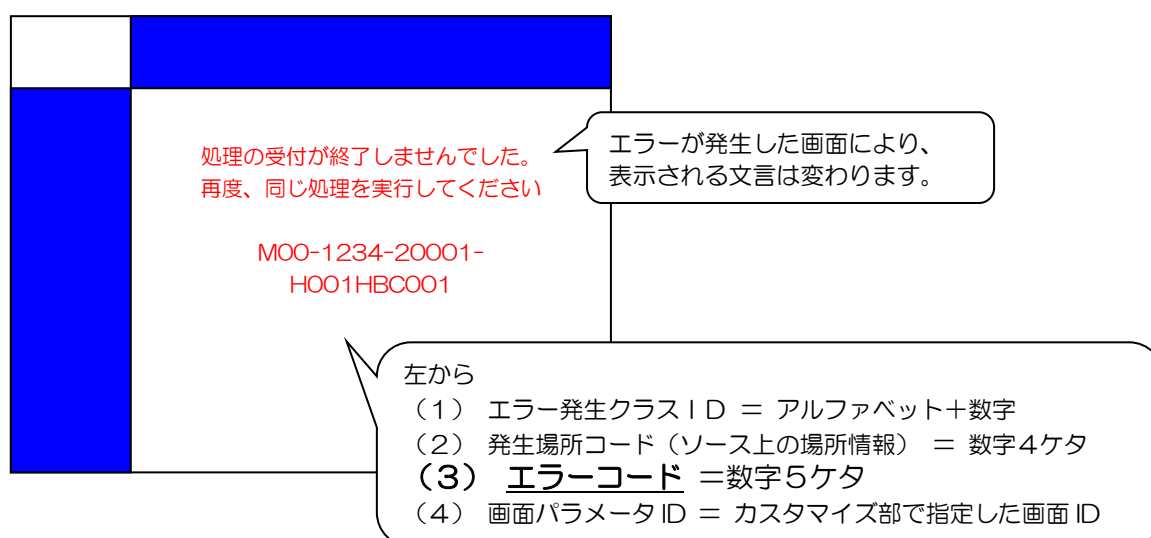 処理の受付が終了しませんでした。
再度、同じ処理を実行してください
M00-1234-20001-
H001HBC001
エラーが発生した画面により、
表示される文言は変わります。
左から
（１） エラー発生クラスＩＤ ＝ アルファベット＋数字
（２） 発生場所コード（ソース上の場所情報） ＝ 数字４ケタ
（３） エラーコード ＝数字５ケタ
（４） 画面パラメータ ID ＝ カスタマイズ部で指定した画面 ID